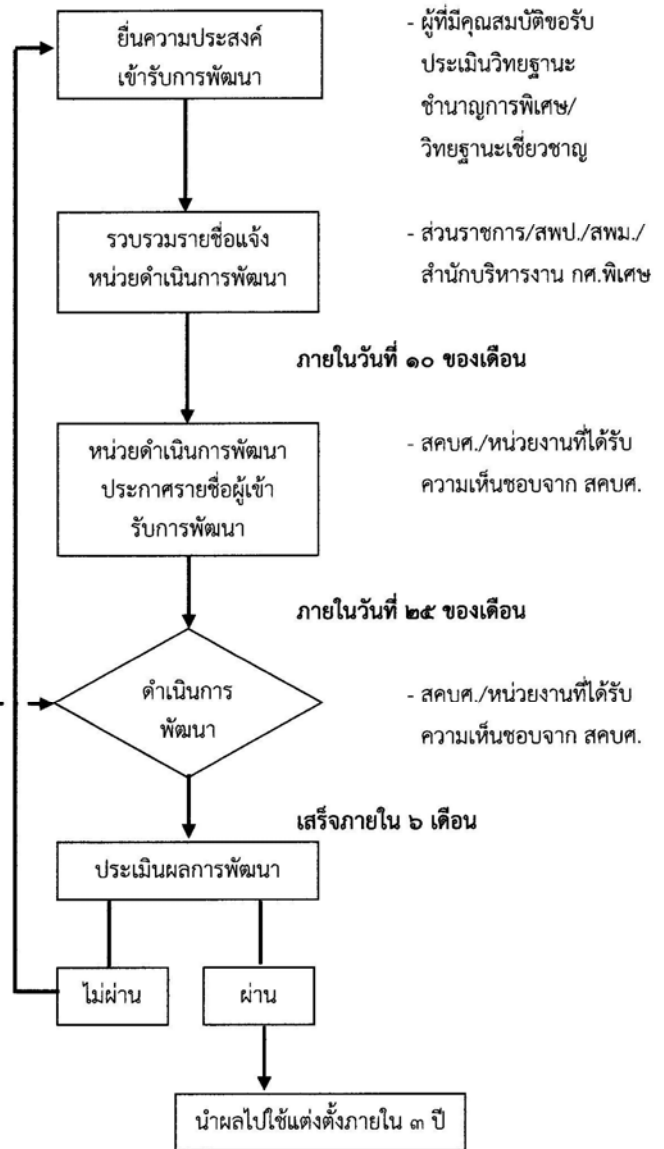 ยื่นความประสงค์
เข้ารับการพัฒนา
- ผู้ที่มีคุณสมบัติขอรับ
ประเมินวิทยฐานะ
ชำนาญการพิเศษ/
วิทยฐานะเชี่ยวชาญ
รวบรวมรายชื่อแจ้ง
หน่วยดำเนินการพัฒนา
- ส่วนราชการ/สพป./สพม./
สำนักบริหารงาน กศ.พิเศษ
ภายในวันที่ ๑๐ ของเดือน
หน่วยดำเนินการพัฒนา
ประกาศรายชื่อผู้เข้า
รับการพัฒนา
- สคบศ./หน่วยงานที่ได้รับ
ความเห็นชอบจาก สคบศ.
ภายในวันที่ ๒๕ ของเดือน
ดำเนินการ
พัฒนา
- สคบศ./หน่วยงานที่ได้รับ
ความเห็นชอบจาก สคบศ.
เสร็จภายใน ๖ เดือน
ประเมินผลการพัฒนา
ไม่ผ่าน
ผ่าน
นำผลไปใช้แต่งตั้งภายใน ๓ ปี